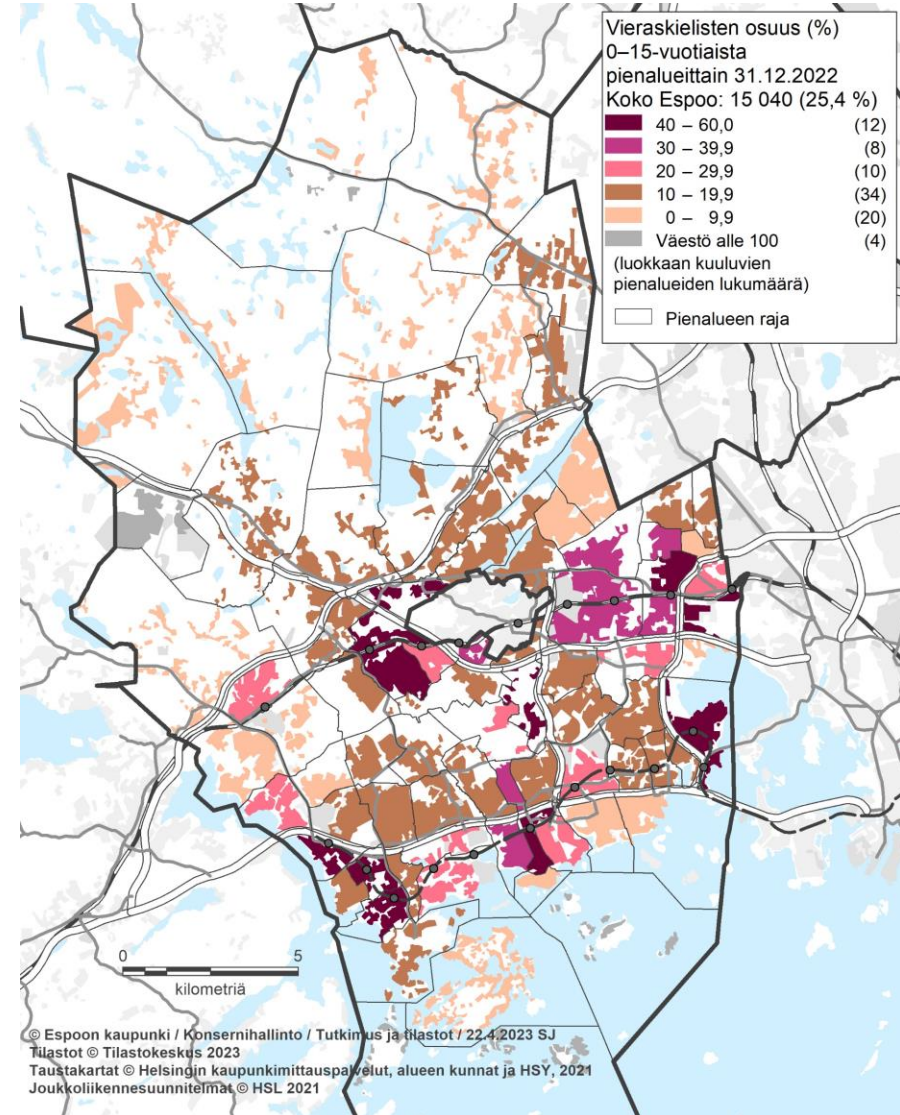 Vieraskielisten osuus (%)
0–15-vuotiaista
pienalueittain 31.12.2022
Koko Espoo: 15 040 (25,4 %)
40 – 60,0 (12)
30 – 39,9 (8)
20 – 29,9 (10)
10 – 19,9 (34)
0 – 9,9 (20)
Väestö alle 100 (4)
(luokkaan kuuluvien
pienalueiden lukumäärä)
Pienalueen raja
0 5
kilometriä
© Espoon kaupunki / Konsernihallinto / Tutkimus ja tilastot / 22.4.2023 SJ
Tilastot © Tilastokeskus 2023
Taustakartat © Helsingin kaupunkimittauspalvelut, alueen kunnat ja HSY, 2021
Joukkoliikennesuunnitelmat © HSL 2021